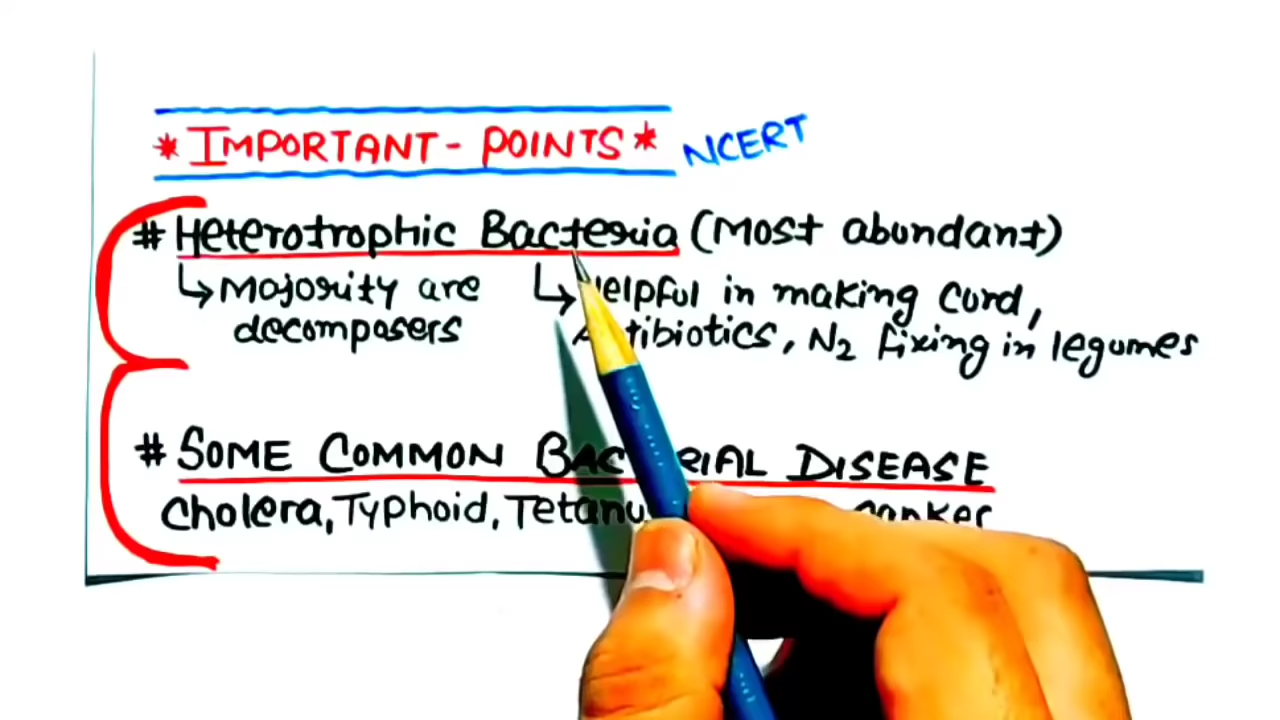 * IMPORTANT - POINTS * NCERT
# Heterotrophic Bacteria (Most abundant)
↳ Majority are decomposers
↳ Helpful in making curd, Antibiotics, N2 fixing in legumes
# SOME COMMON BACTERIAL DISEASE
Cholera, Typhoid, Tetanus canker